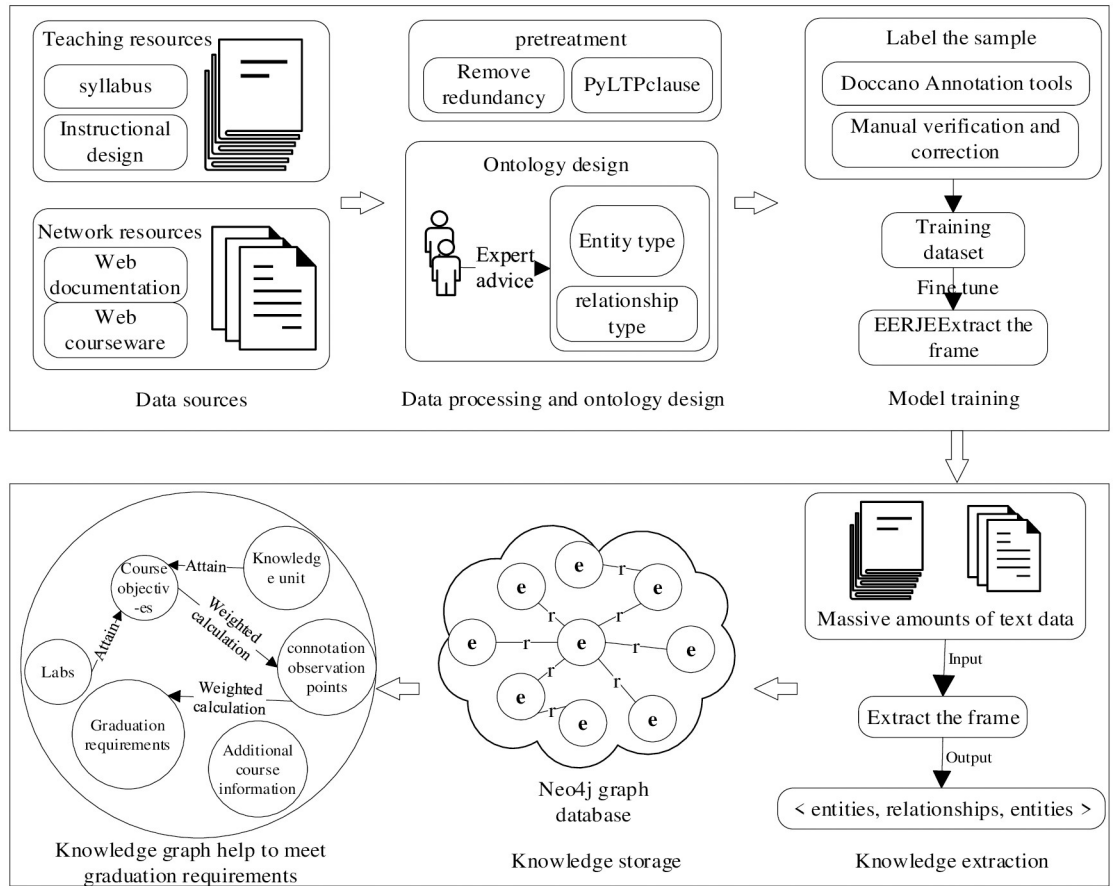 Teaching resources
syllabus
Instructional
design
Network resources
Web
documentation
Web
courseware
Data sources
pretreatment
Remove
redundancy
PyLTPclause
Ontology design
Expert
advice
Entity type
relationship
type
Data processing and ontology design
Label the sample
Doccano Annotation tools
Manual verification and
correction
Training
dataset
Fine tune
EERJEExtract the
frame
Model training
Massive amounts of text data
Input
Extract the frame
Output
< entities, relationships, entities >
Knowledge extraction
e
r
e
e
e
r
r
e
r
e
r
e
r
e
r
e
r
e
e
Neo4j graph
database
Knowledge storage
Course
objectiv
-es
Attain
Knowledg
e unit
Attain
Weighted
calculation
Labs
connotation
observation
points
Weighted
calculation
Graduation
requirements
Additional
course
information
Knowledge graph help to meet
graduation requirements